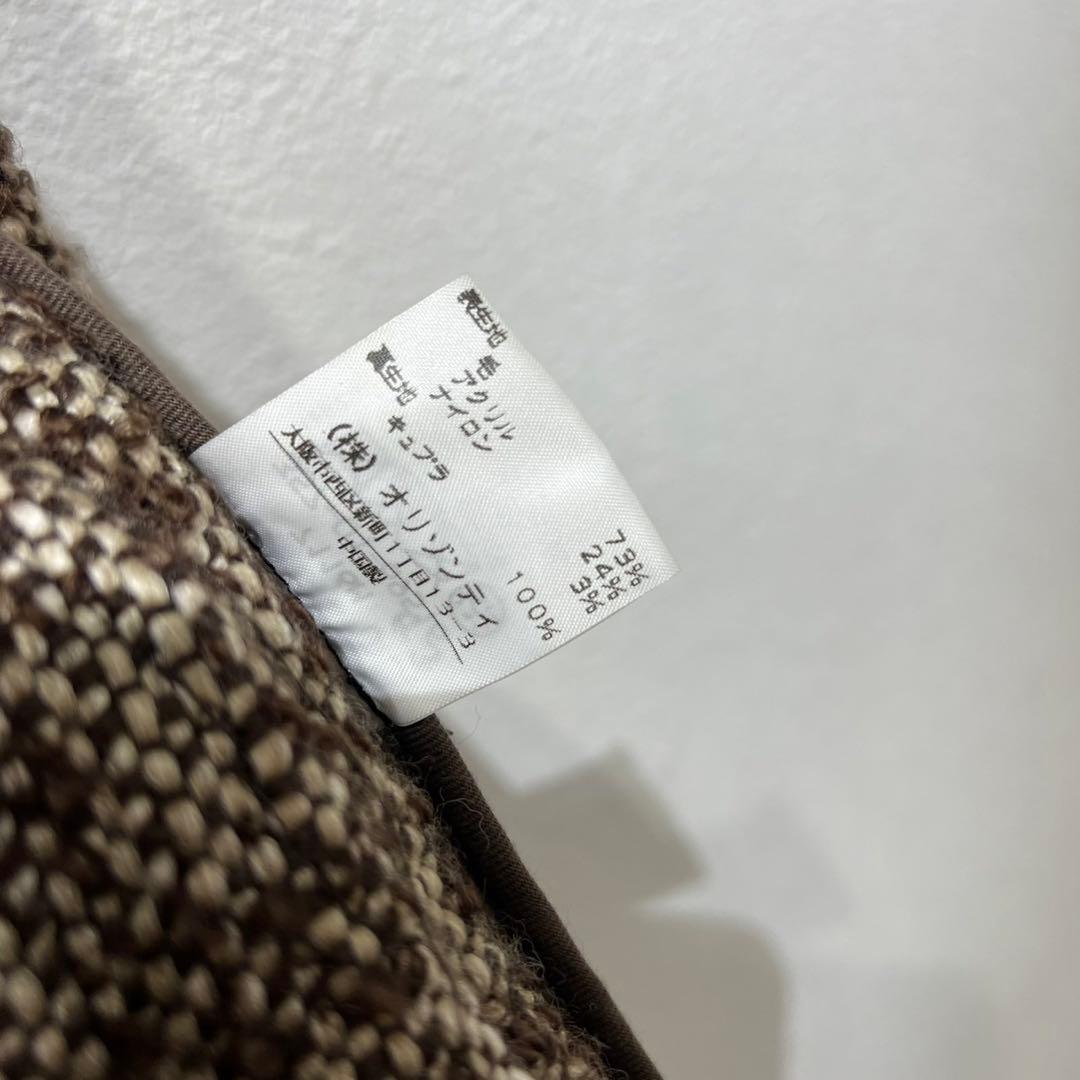 表生地 毛 73%
アクリル 24%
ナイロン 3%
裏生地 キュプラ 100%
(株) オリゾンティ
大阪市西区新町1丁目13-3
中国製